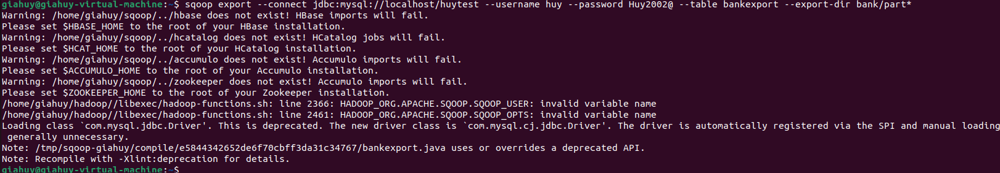 giahuy@giahuy-virtual-machine:~$ sqoop export --connect jdbc:mysql://localhost/huytest --username huy --password Huy2002@ --table bankexport --export-dir bank/part*
Warning: /home/giahuy/sqoop/../hbase does not exist! HBase imports will fail.
Please set $HBASE_HOME to the root of your HBase installation.
Warning: /home/giahuy/sqoop/../hcatalog does not exist! HCatalog jobs will fail.
Please set $HCAT_HOME to the root of your HCatalog installation.
Warning: /home/giahuy/sqoop/../accumulo does not exist! Accumulo imports will fail.
Please set $ACCUMULO_HOME to the root of your Accumulo installation.
Warning: /home/giahuy/sqoop/../zookeeper does not exist! Accumulo imports will fail.
Please set $ZOOKEEPER_HOME to the root of your Zookeeper installation.
/home/giahuy/hadoop//libexec/hadoop-functions.sh: line 2366: HADOOP_ORG.APACHE.SQOOP.SQOOP_USER: invalid variable name
/home/giahuy/hadoop//libexec/hadoop-functions.sh: line 2461: HADOOP_ORG.APACHE.SQOOP.SQOOP_OPTS: invalid variable name
Loading class `com.mysql.jdbc.Driver'. This is deprecated. The new driver class is `com.mysql.cj.jdbc.Driver'. The driver is automatically registered via the SPI and manual loading
 generally unnecessary.
Note: /tmp/sqoop-giahuy/compile/e5844342652de6f70cbff3da31c34767/bankexport.java uses or overrides a deprecated API.
Note: Recompile with -Xlint:deprecation for details.
giahuy@giahuy-virtual-machine:~$